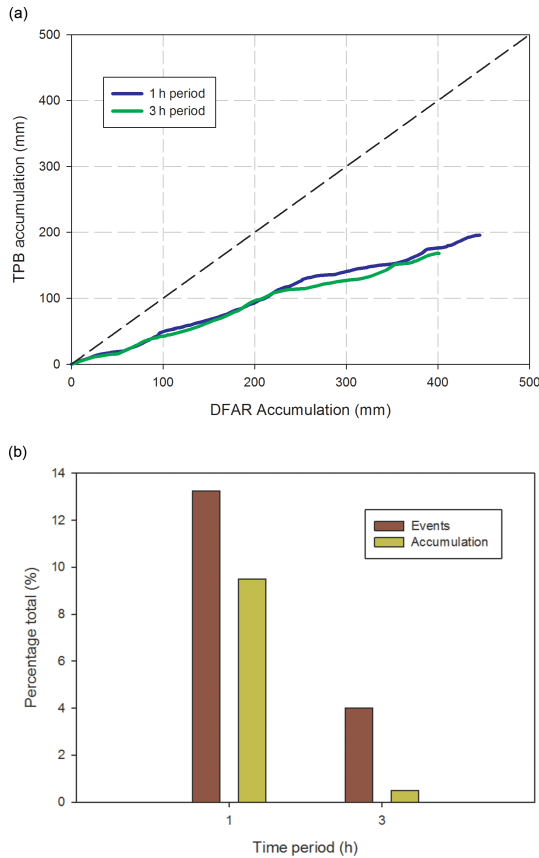 (a)
500
400
300
200
100
0
TPB accumulation (mm)
1 h period
3 h period
0 100 200 300 400 500
DFAR Accumulation (mm)
(b)
14
12
10
8
6
4
2
0
Percentage total (%)
Events
Accumulation
1 3
Time period (h)